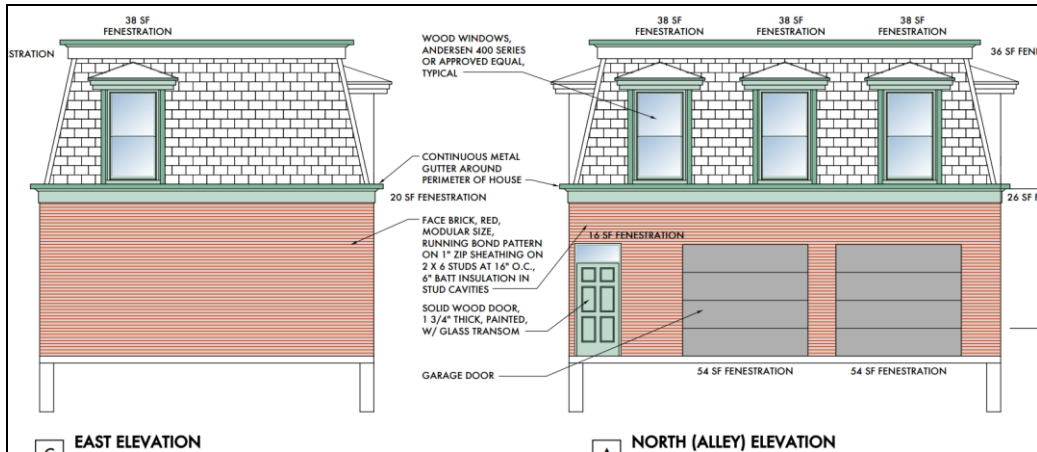 38 SF
FENESTRATION
ESTRATION
WOOD WINDOWS,
ANDERSEN 400 SERIES
OR APPROVED EQUAL,
TYPICAL
38 SF
FENESTRATION
38 SF
FENESTRATION
38 SF
FENESTRATION
36 SF FENE
CONTINUOUS METAL
GUTTER AROUND
PERIMETER OF HOUSE
20 SF FENESTRATION
26 SF F
FACE BRICK, RED,
MODULAR SIZE,
RUNNING BOND PATTERN
ON 1" ZIP SHEATHING ON
2 X 6 STUDS AT 16" O.C.,
6" BATT INSULATION IN
STUD CAVITIES
16 SF FENESTRATION
SOLID WOOD DOOR,
1 3/4" THICK, PAINTED,
W/ GLASS TRANSOM
GARAGE DOOR
54 SF FENESTRATION
54 SF FENESTRATION
EAST ELEVATION
A
NORTH (ALLEY) ELEVATION